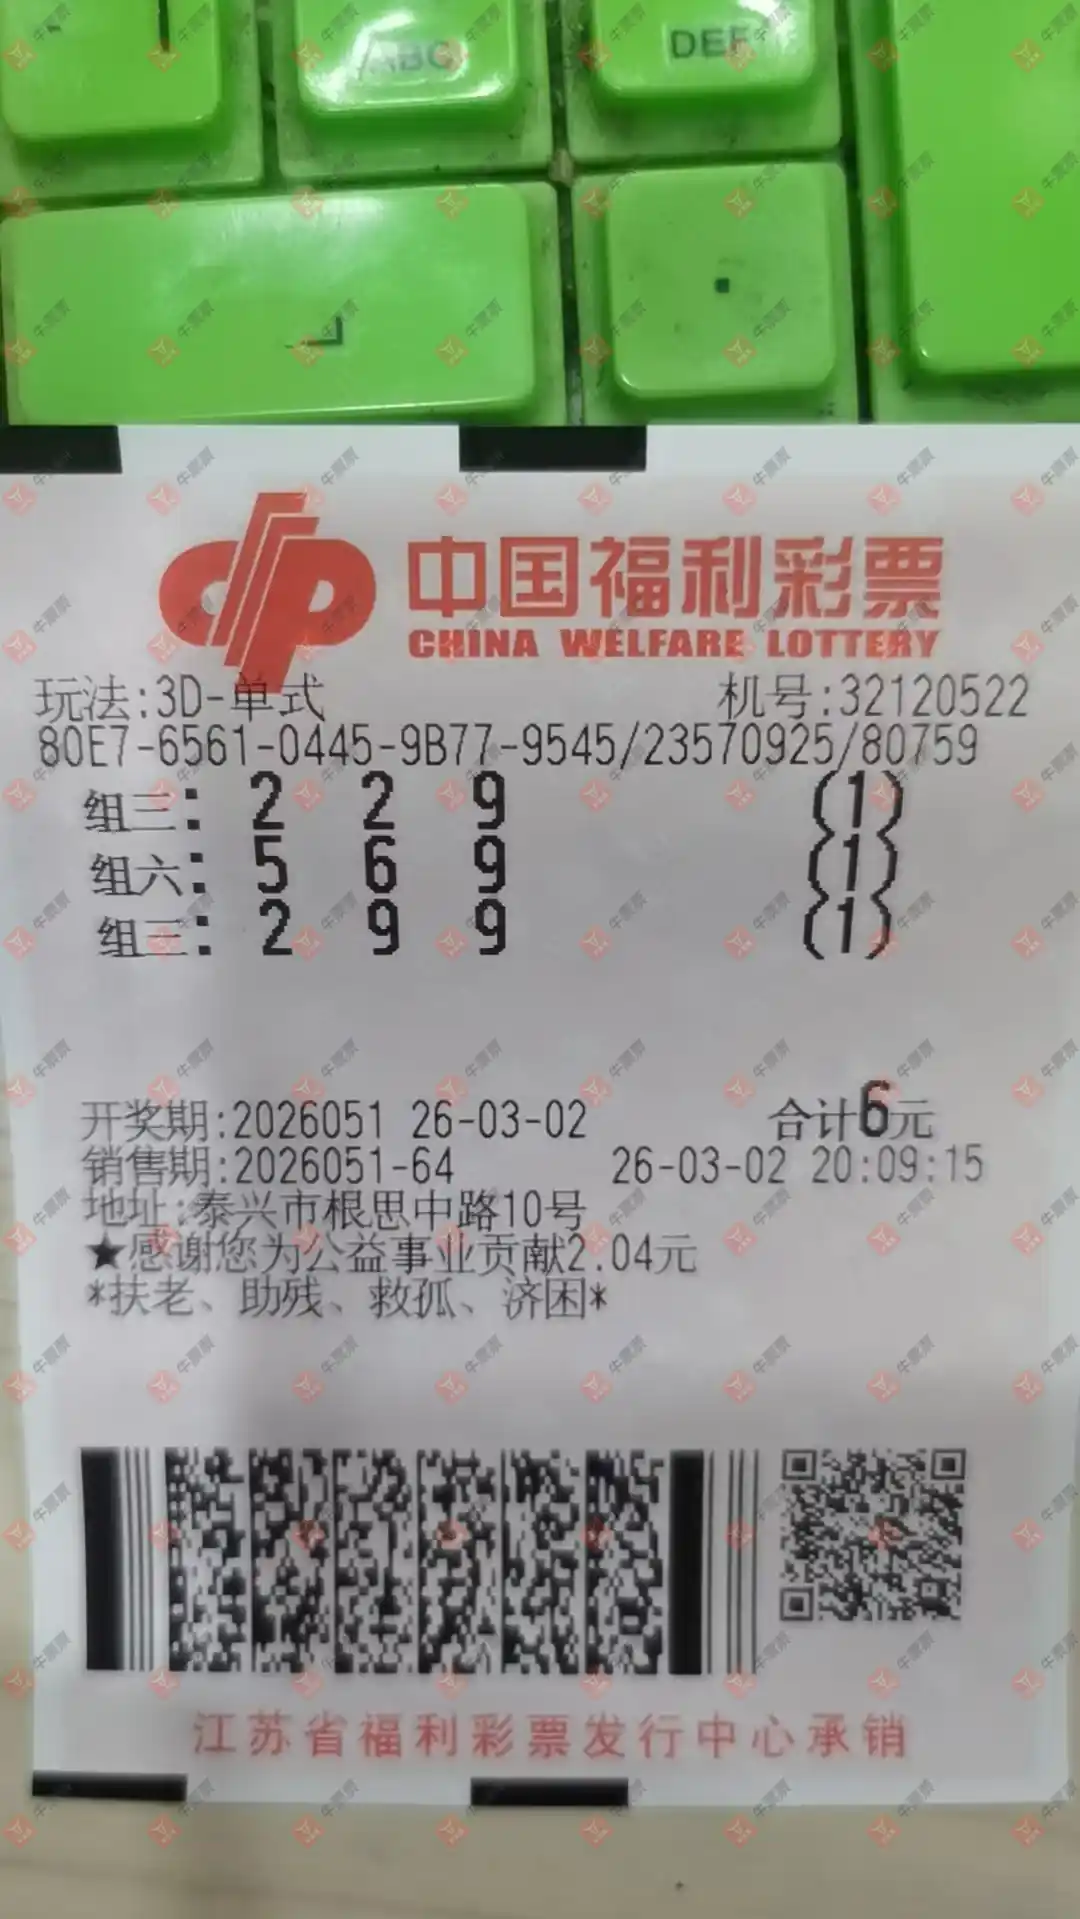 ABC
DEF
中国福利彩票
CHINA WELFARE LOTTERY
玩法:3D-单式 机号:32120522
80E7-6561-0445-9B77-9545/23570925/80759
组三: 2 2 9 (1)
组六: 5 6 9 (1)
组三: 2 9 9 (1)
开奖期:2026051 26-03-02 合计6元
销售期:2026051-64 26-03-02 20:09:15
地址:泰兴市根思中路10号
★感谢您为公益事业贡献2.04元
*扶老、助残、救孤、济困*
江苏省福利彩票发行中心承销
牛票票